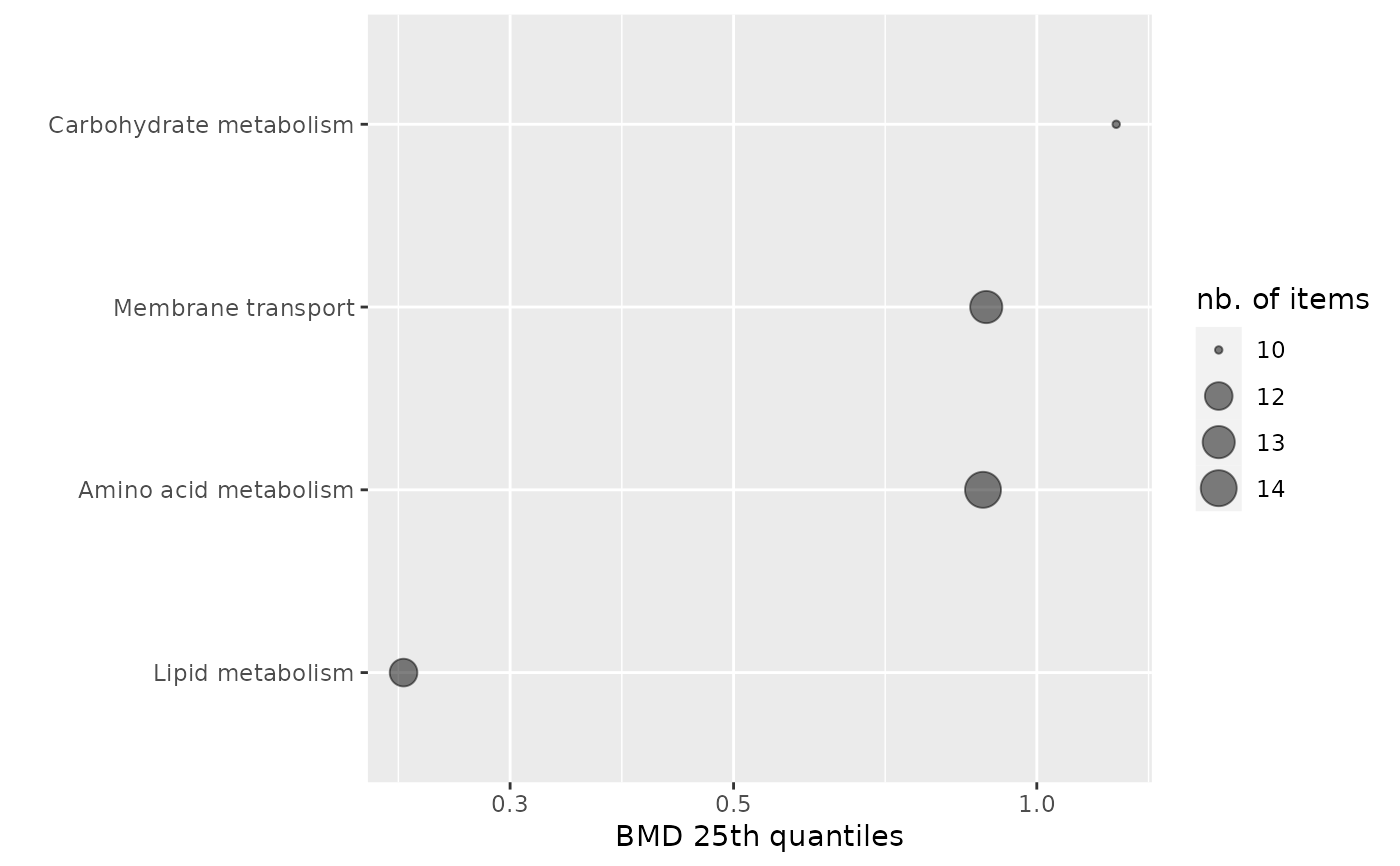 Carbohydrate metabolism
Membrane transport
Amino acid metabolism
Lipid metabolism
0.3 0.5 1.0
BMD 25th quantiles
nb. of items
10
12
13
14